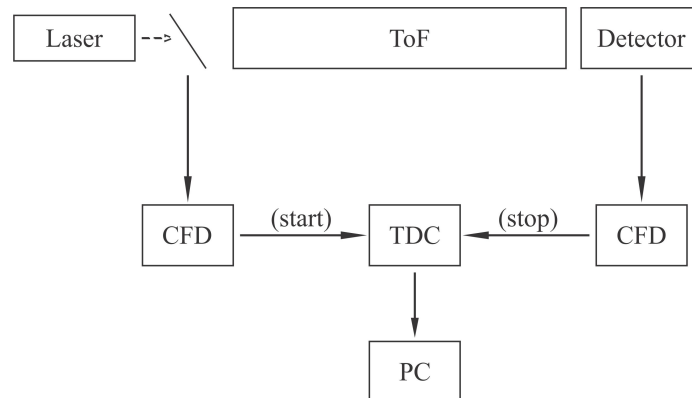 Laser
ToF
Detector
CFD
(start)
TDC
(stop)
CFD
PC